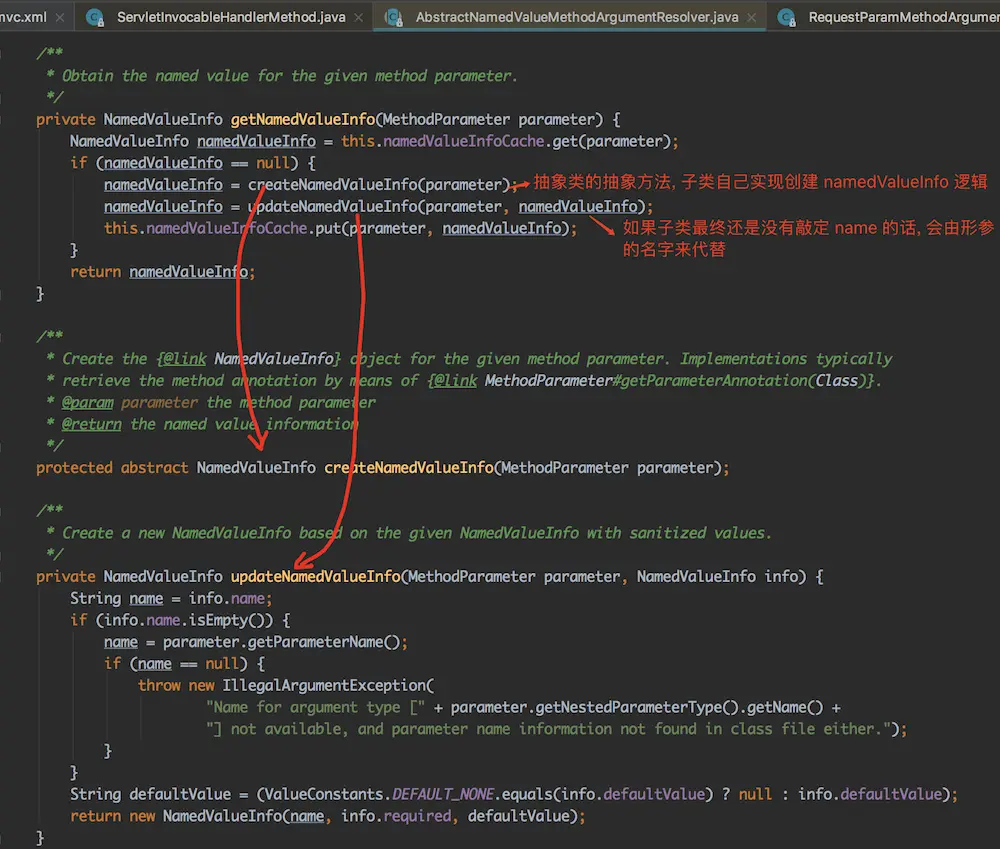 mvc.xml ServletInvocableHandlerMethod.java AbstractNamedValueMethodArgumentResolver.java RequestParamMethodArgumen
/**
* Obtain the named value for the given method parameter.
*/
private NamedValueInfo getNamedValueInfo(MethodParameter parameter) {
NamedValueInfo namedValueInfo = this.namedValueInfoCache.get(parameter);
if (namedValueInfo == null) {
namedValueInfo = createNamedValueInfo(parameter); 抽象类的抽象方法, 子类自己实现创建 namedValueInfo 逻辑
namedValueInfo = updateNamedValueInfo(parameter, namedValueInfo);
this.namedValueInfoCache.put(parameter, namedValueInfo); 如果子类最终还是没有敲定 name 的话, 会由形参
的名字来代替
}
return namedValueInfo;
}
/**
* Create the {@link NamedValueInfo} object for the given method parameter. Implementations typically
* retrieve the method annotation by means of {@link MethodParameter#getParameterAnnotation(Class)}.
* @param parameter the method parameter
* @return the named value information
*/
protected abstract NamedValueInfo createNamedValueInfo(MethodParameter parameter);
/**
* Create a new NamedValueInfo based on the given NamedValueInfo with sanitized values.
*/
private NamedValueInfo updateNamedValueInfo(MethodParameter parameter, NamedValueInfo info) {
String name = info.name;
if (info.name.isEmpty()) {
name = parameter.getParameterName();
if (name == null) {
throw new IllegalArgumentException(
"Name for argument type [" + parameter.getNestedParameterType().getName() +
"] not available, and parameter name information not found in class file either.");
}
}
String defaultValue = (ValueConstants.DEFAULT_NONE.equals(info.defaultValue) ? null : info.defaultValue);
return new NamedValueInfo(name, info.required, defaultValue);
}